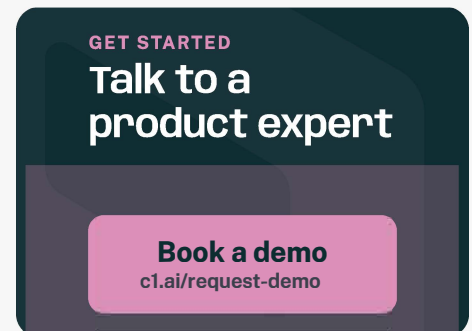 GET STARTED
Talk to a
product expert
Book a demo
c1.ai/request-demo